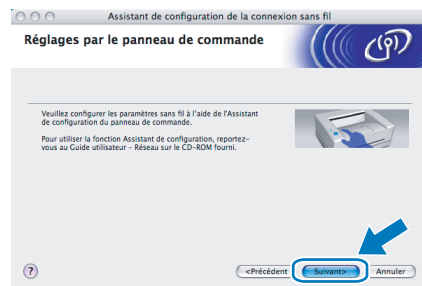 Assistant de configuration de la connexion sans fil
Réglages par le panneau de commande
Veuillez configurer les paramètres sans fil à l'aide de l'Assistant
de configuration du panneau de commande.
Pour utiliser la fonction Assistant de configuration, reportez-
vous au Guide utilisateur - Réseau sur le CD-ROM fourni.
?
<Précédent
Suivant>
Annuler